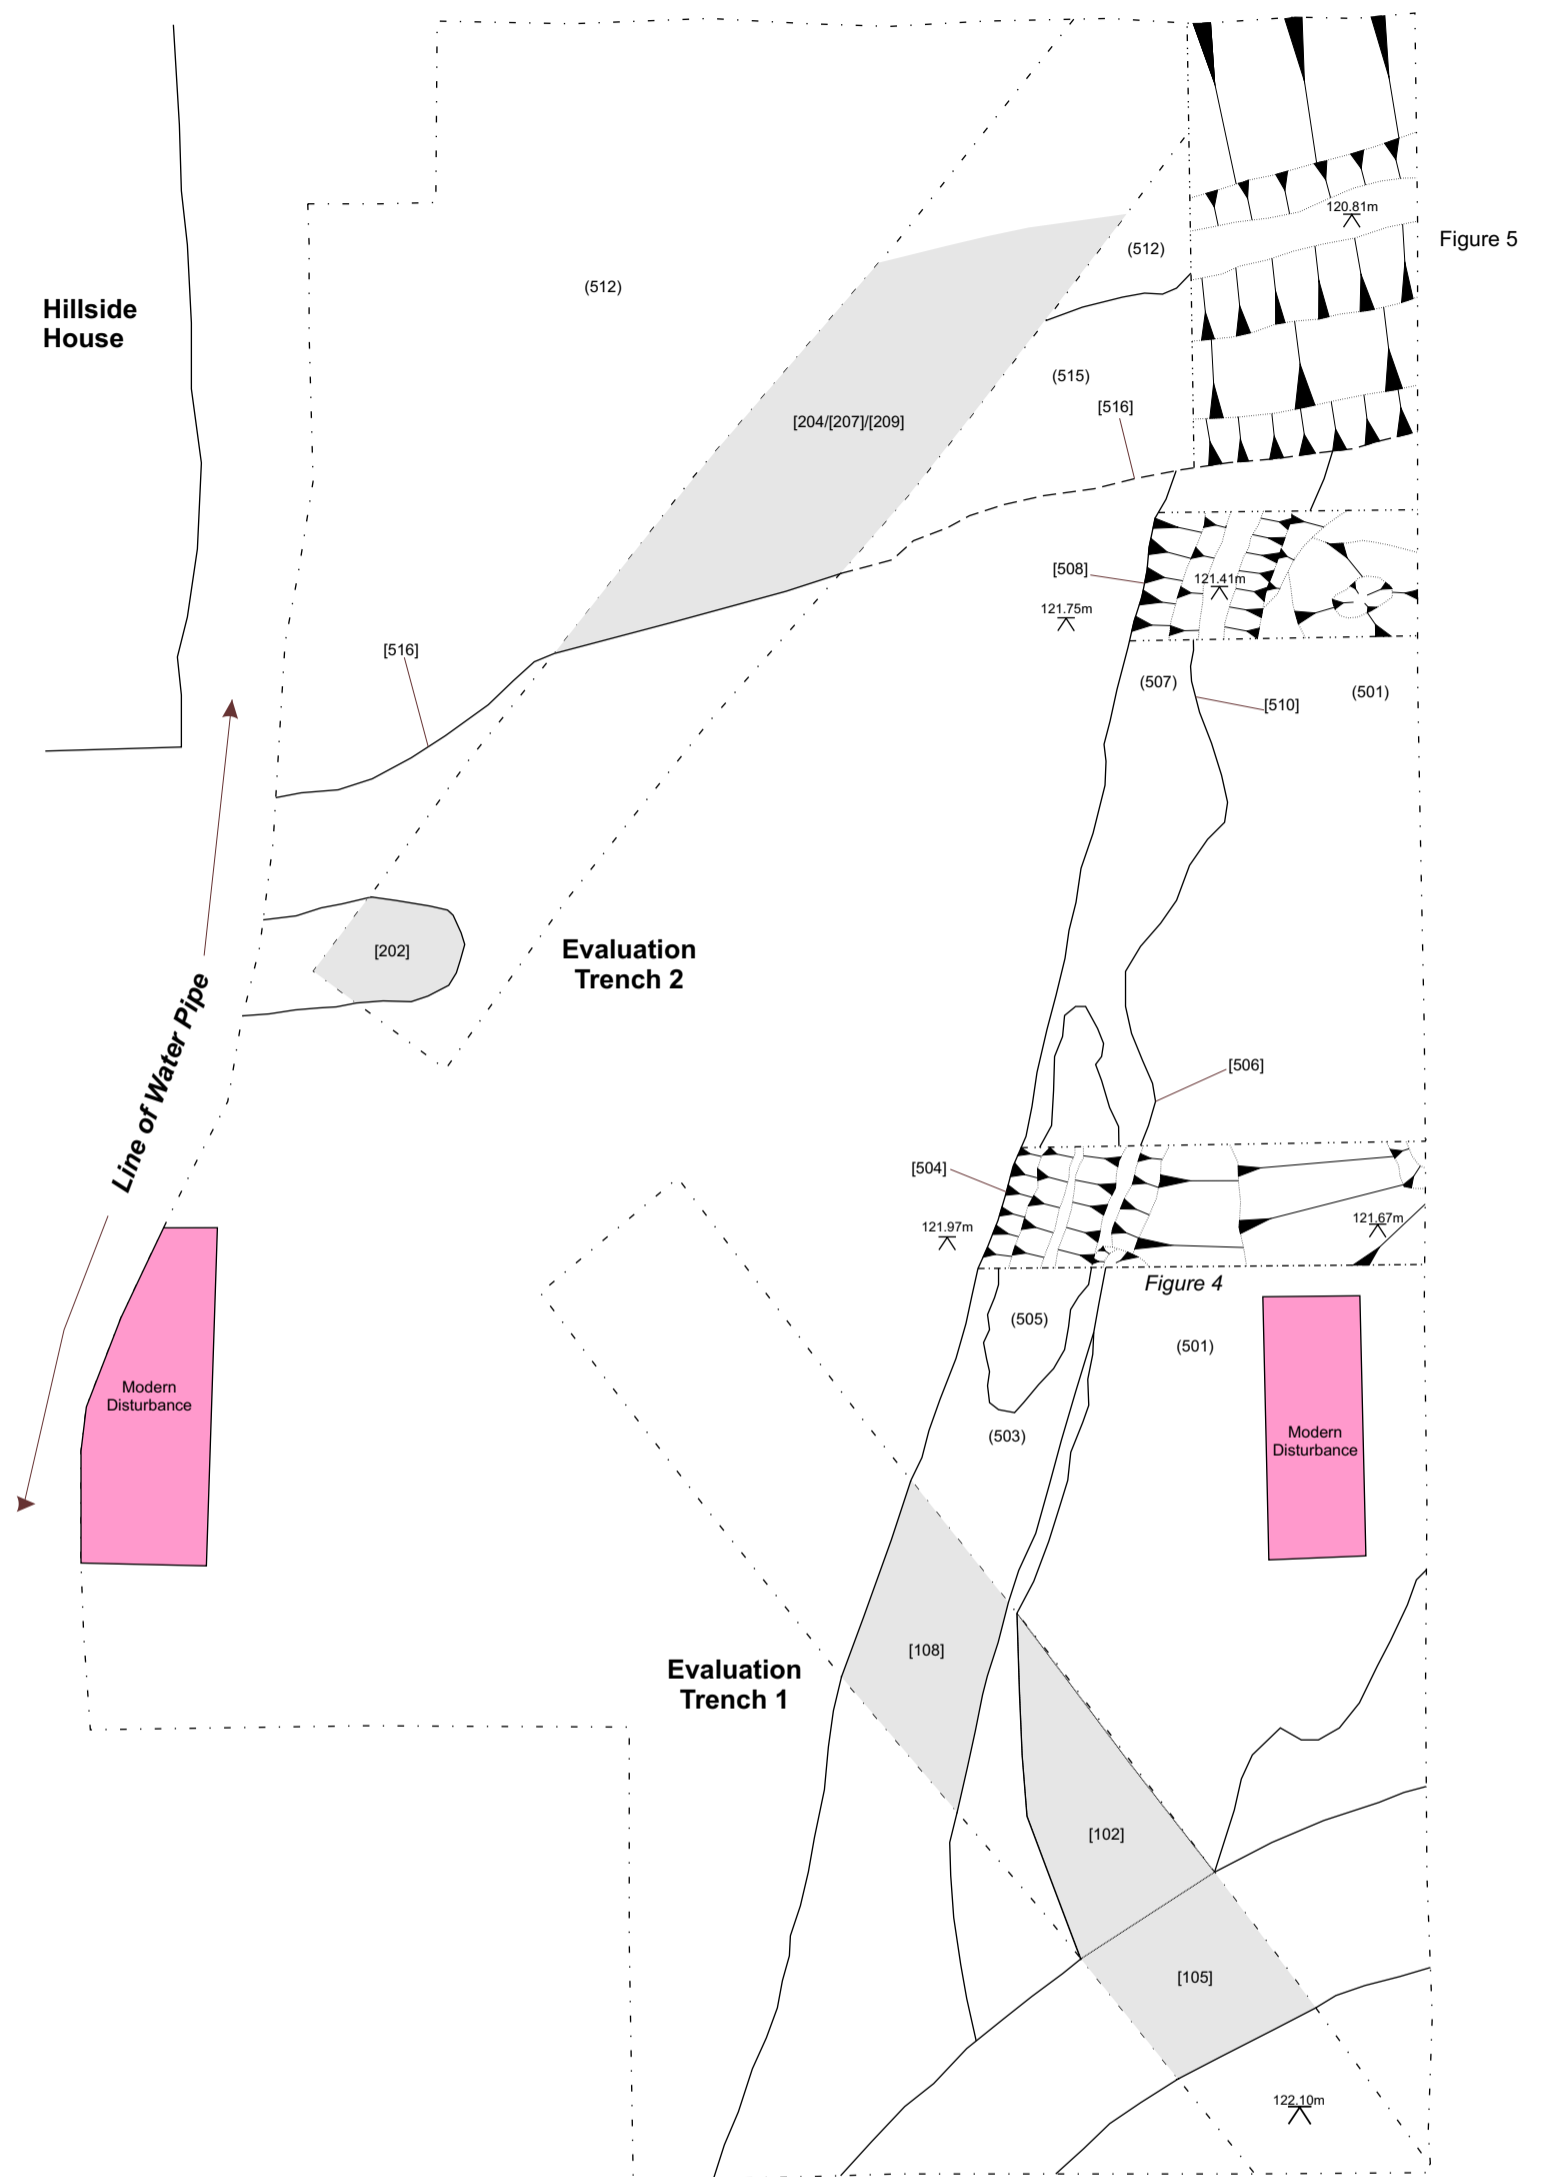 120.81m
Figure 5
(512)
(512)
Hillside
House
(515)
[516]
[204/[207]/[209]
[508]
121.41m
121.75m
[516]
(507)
[510]
(501)
[202]
Evaluation
Trench 2
Line of Water Pipe
[506]
[504]
121.97m
121.67m
Figure 4
(505)
(501)
Modern
Disturbance
(503)
Modern
Disturbance
[108]
Evaluation
Trench 1
[102]
[105]
122.10m